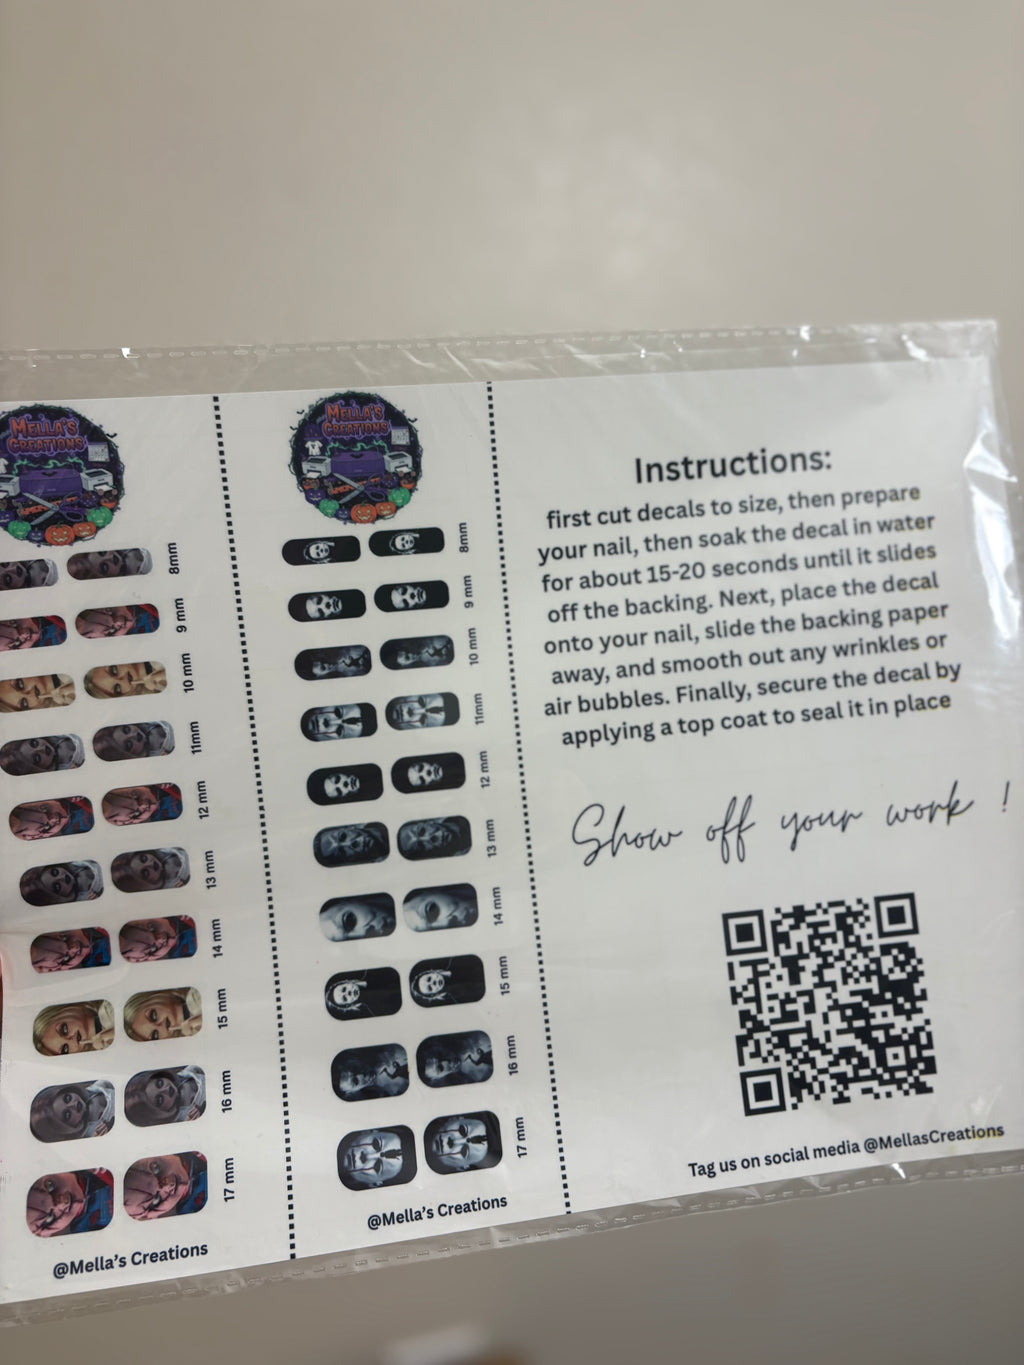 MELLA'S
CREATIONS
8mm
9 mm
10 mm
11mm
12 mm
13 mm
14 mm
15 mm
16 mm
17 mm
@Mella's Creations
MELLA'S
CREATIONS
8mm
9 mm
10 mm
11mm
12 mm
13 mm
14 mm
15 mm
16 mm
17 mm
@Mella's Creations
Instructions:
first cut decals to size, then prepare
your nail, then soak the decal in water
for about 15-20 seconds until it slides
off the backing. Next, place the decal
onto your nail, slide the backing paper
away, and smooth out any wrinkles or
air bubbles. Finally, secure the decal by
applying a top coat to seal it in place
Show off your work !
Tag us on social media @MellasCreations